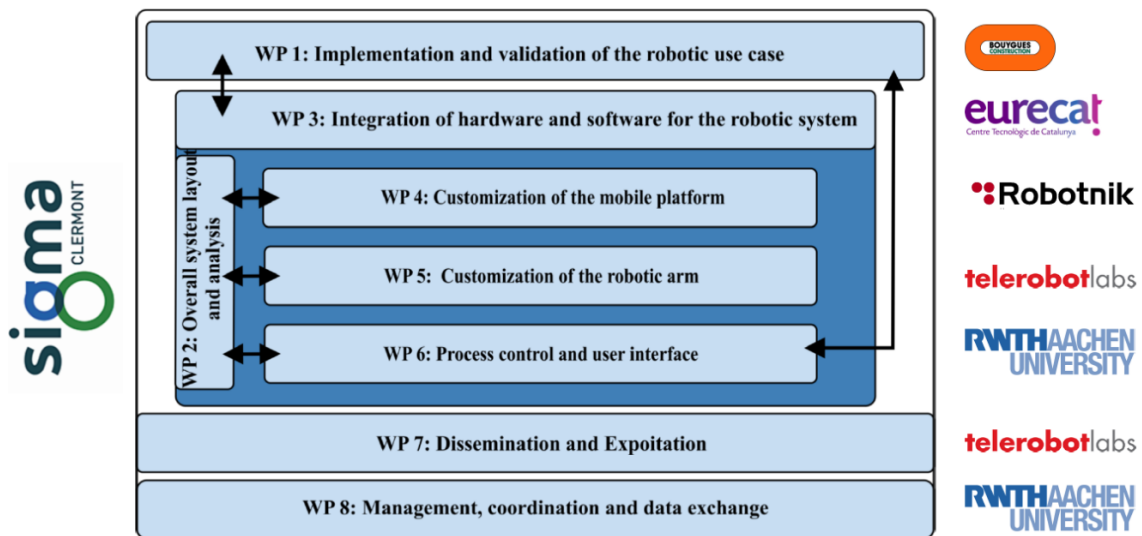 WP 1: Implementation and validation of the robotic use case
BOUYGUES
CONSTRUCTION
WP 3: Integration of hardware and software for the robotic system
eurecat
Centre Tecnològic de Catalunya
sigma
CLERMONT
WP 2: Overall system layout
and analysis
WP 4: Customization of the mobile platform
Robotnik
WP 5: Customization of the robotic arm
telerobotlabs
WP 6: Process control and user interface
RWTHAACHEN
UNIVERSITY
WP 7: Dissemination and Expoitation
telerobotlabs
WP 8: Management, coordination and data exchange
RWTHAACHEN
UNIVERSITY